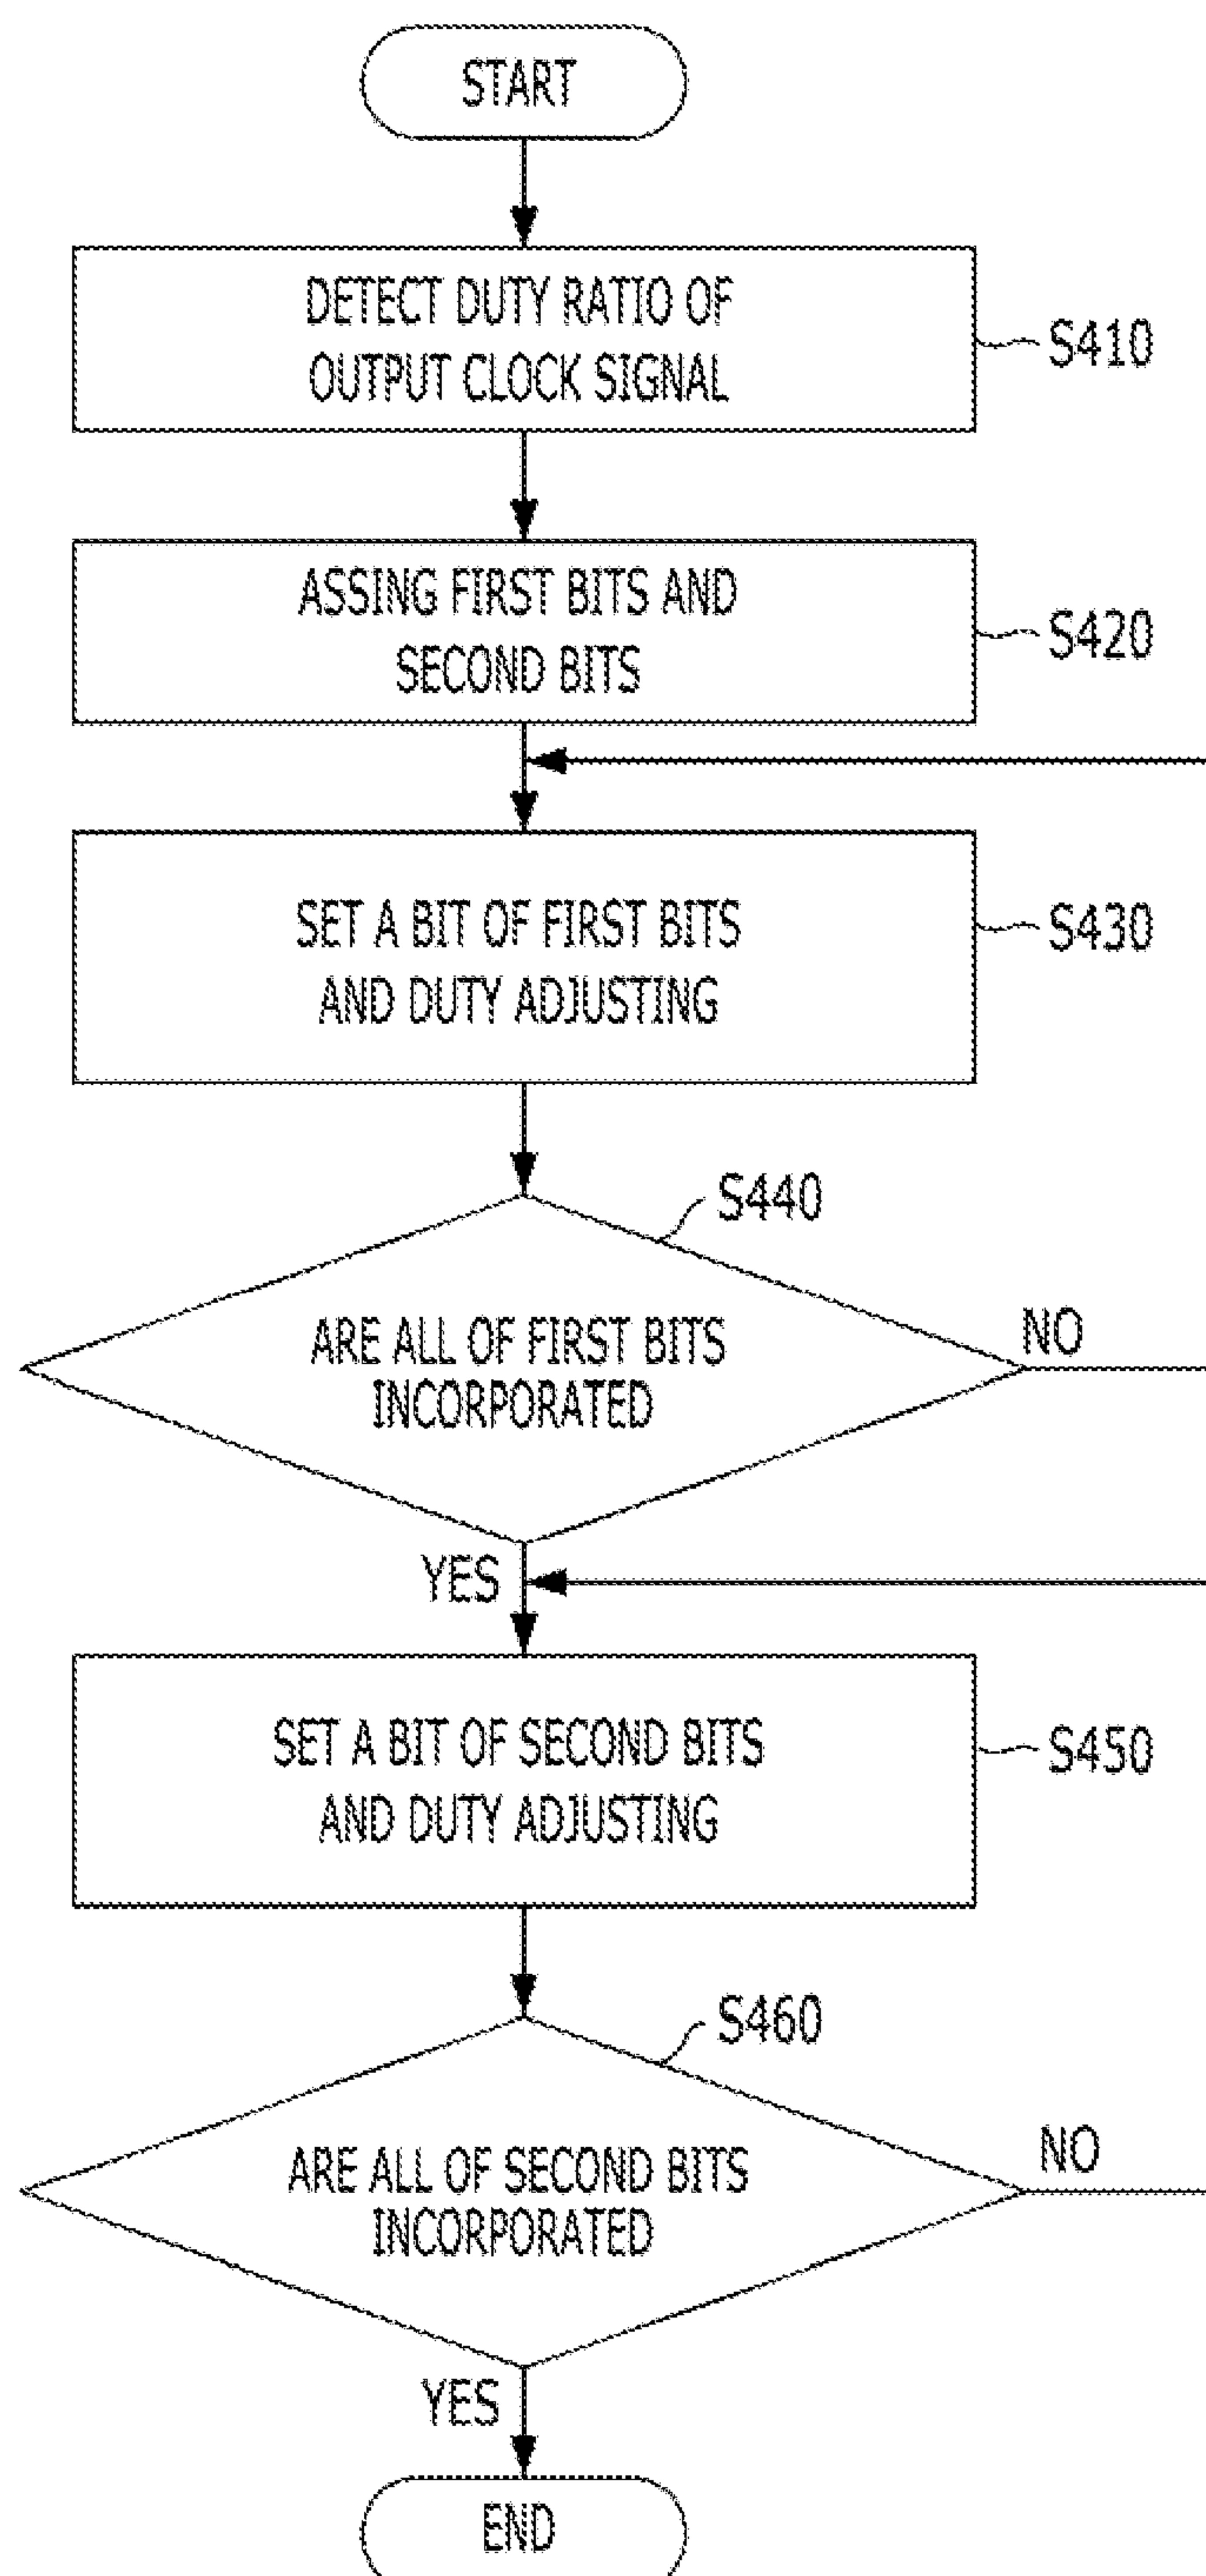 START
DETECT DUTY RATIO OF
OUTPUT CLOCK SIGNAL
S410
ASSING FIRST BITS AND
SECOND BITS
S420
SET A BIT OF FIRST BITS
AND DUTY ADJUSTING
S430
S440
ARE ALL OF FIRST BITS
INCORPORATED
NO
YES
SET A BIT OF SECOND BITS
AND DUTY ADJUSTING
S450
S460
ARE ALL OF SECOND BITS
INCORPORATED
NO
YES
END